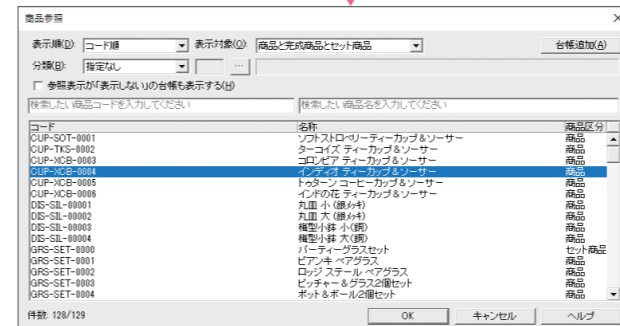 商品参照
表示順(D): コード順 表示対象(O): 商品と完成商品とセット商品 台帳追加(A)
分類(B): 指定なし ...
参照表示が「表示しない」の台帳も表示する(H)
検索したい商品コードを入力してください 検索したい商品名を入力してください
コード 名称 商品区分
CUP-SOT-0001 ソフトストロベリーティーカップ&ソーサー 商品
CUP-TKS-0002 ターコイズ ティーカップ&ソーサー 商品
CUP-XCB-0003 コロンビア ティーカップ&ソーサー 商品
CUP-XCB-0004 インディオ ティーカップ&ソーサー 商品
CUP-XCB-0005 トゥターン コーヒーカップ&ソーサー 商品
CUP-XCB-0006 インドの花 ティーカップ&ソーサー 商品
DIS-SIL-00001 丸皿 小 (銀メッキ) 商品
DIS-SIL-00002 丸皿 大 (銀メッキ) 商品
DIS-SIL-00003 梅型小鉢 小(銅) 商品
DIS-SIL-00004 梅型小鉢 大(銅) 商品
GRS-SET-0000 パーティーグラスセット セット商品
GRS-SET-0001 ビアンキ ペアグラス 商品
GRS-SET-0002 ロッジ ステール ペアグラス 商品
GRS-SET-0003 ピッチャー&グラス2個セット 商品
GRS-SET-0004 ポット&ボール2個セット 商品
件数: 128/129 OK キャンセル ヘルプ